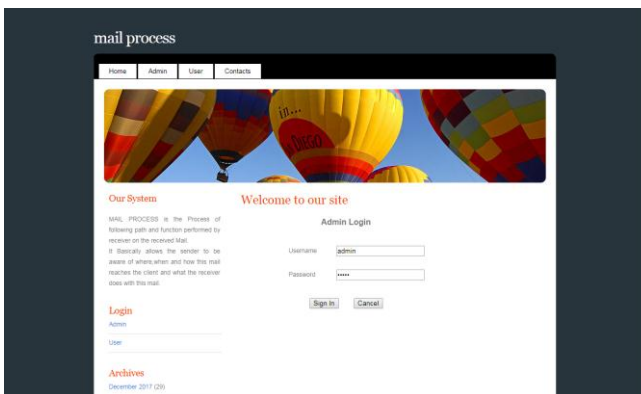 mail process
Home Admin User Contacts
in...
DIEGO
Our System
MAIL PROCESS is the Process of
following path and function performed by
receiver on the received Mail.
It Basically allows the sender to be
aware of where,when and how this mail
reaches the client and what the receiver
does with this mail.
Login
Admin
User
Archives
December 2017 (29)
Welcome to our site
Admin Login
Username admin
Password •••••
Sign In Cancel